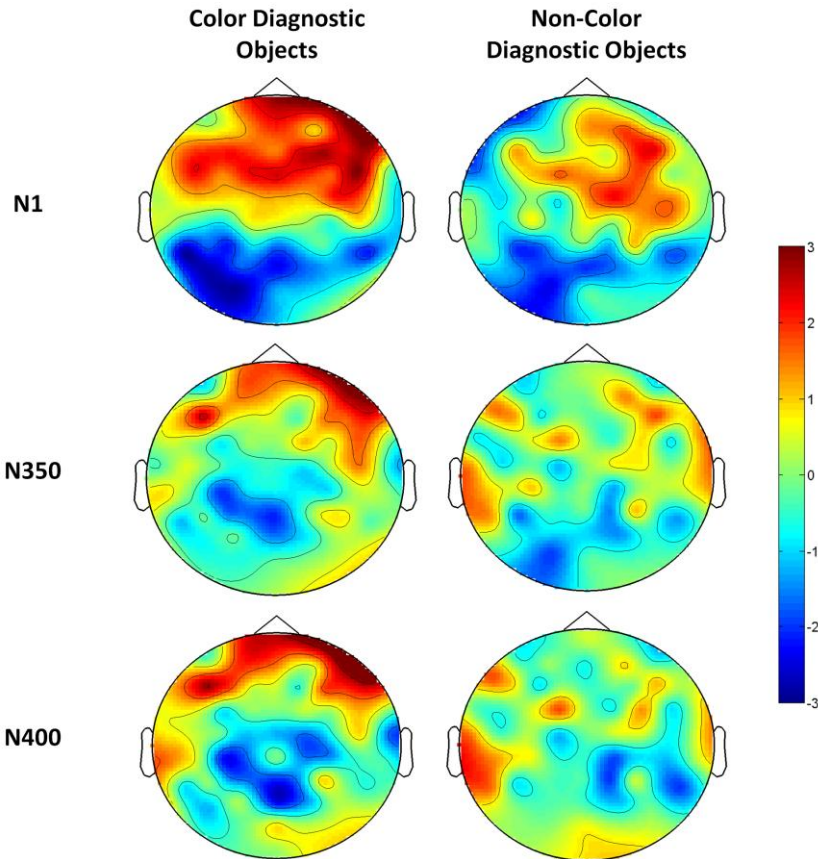 Color Diagnostic
Objects
Non-Color
Diagnostic Objects
N1
N350
N400
3
2
1
0
-1
-2
-3